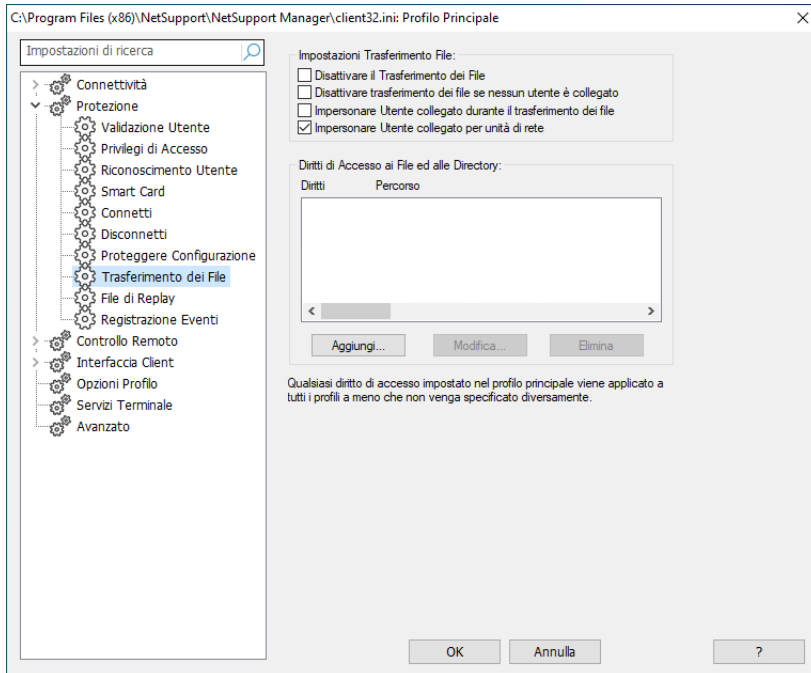 C:\Program Files (x86)\NetSupport\NetSupport Manager\client32.ini: Profilo Principale
Impostazioni di ricerca
Connettività
Protezione
Validazione Utente
Privilegi di Accesso
Riconoscimento Utente
Smart Card
Connetti
Disconnetti
Proteggere Configurazione
Trasferimento dei File
File di Replay
Registrazione Eventi
Controllo Remoto
Interfaccia Client
Opzioni Profilo
Servizi Terminale
Avanzato
Impostazioni Trasferimento File:
Disattivare il Trasferimento dei File
Disattivare trasferimento dei file se nessun utente è collegato
Impersonare Utente collegato durante il trasferimento dei file
Impersonare Utente collegato per unità di rete
Diritti di Accesso ai File ed alle Directory:
Diritti Percorso
Aggiungi... Modifica... Elimina
Qualsiasi diritto di accesso impostato nel profilo principale viene applicato a
tutti i profili a meno che non venga specificato diversamente.
OK Annulla ?